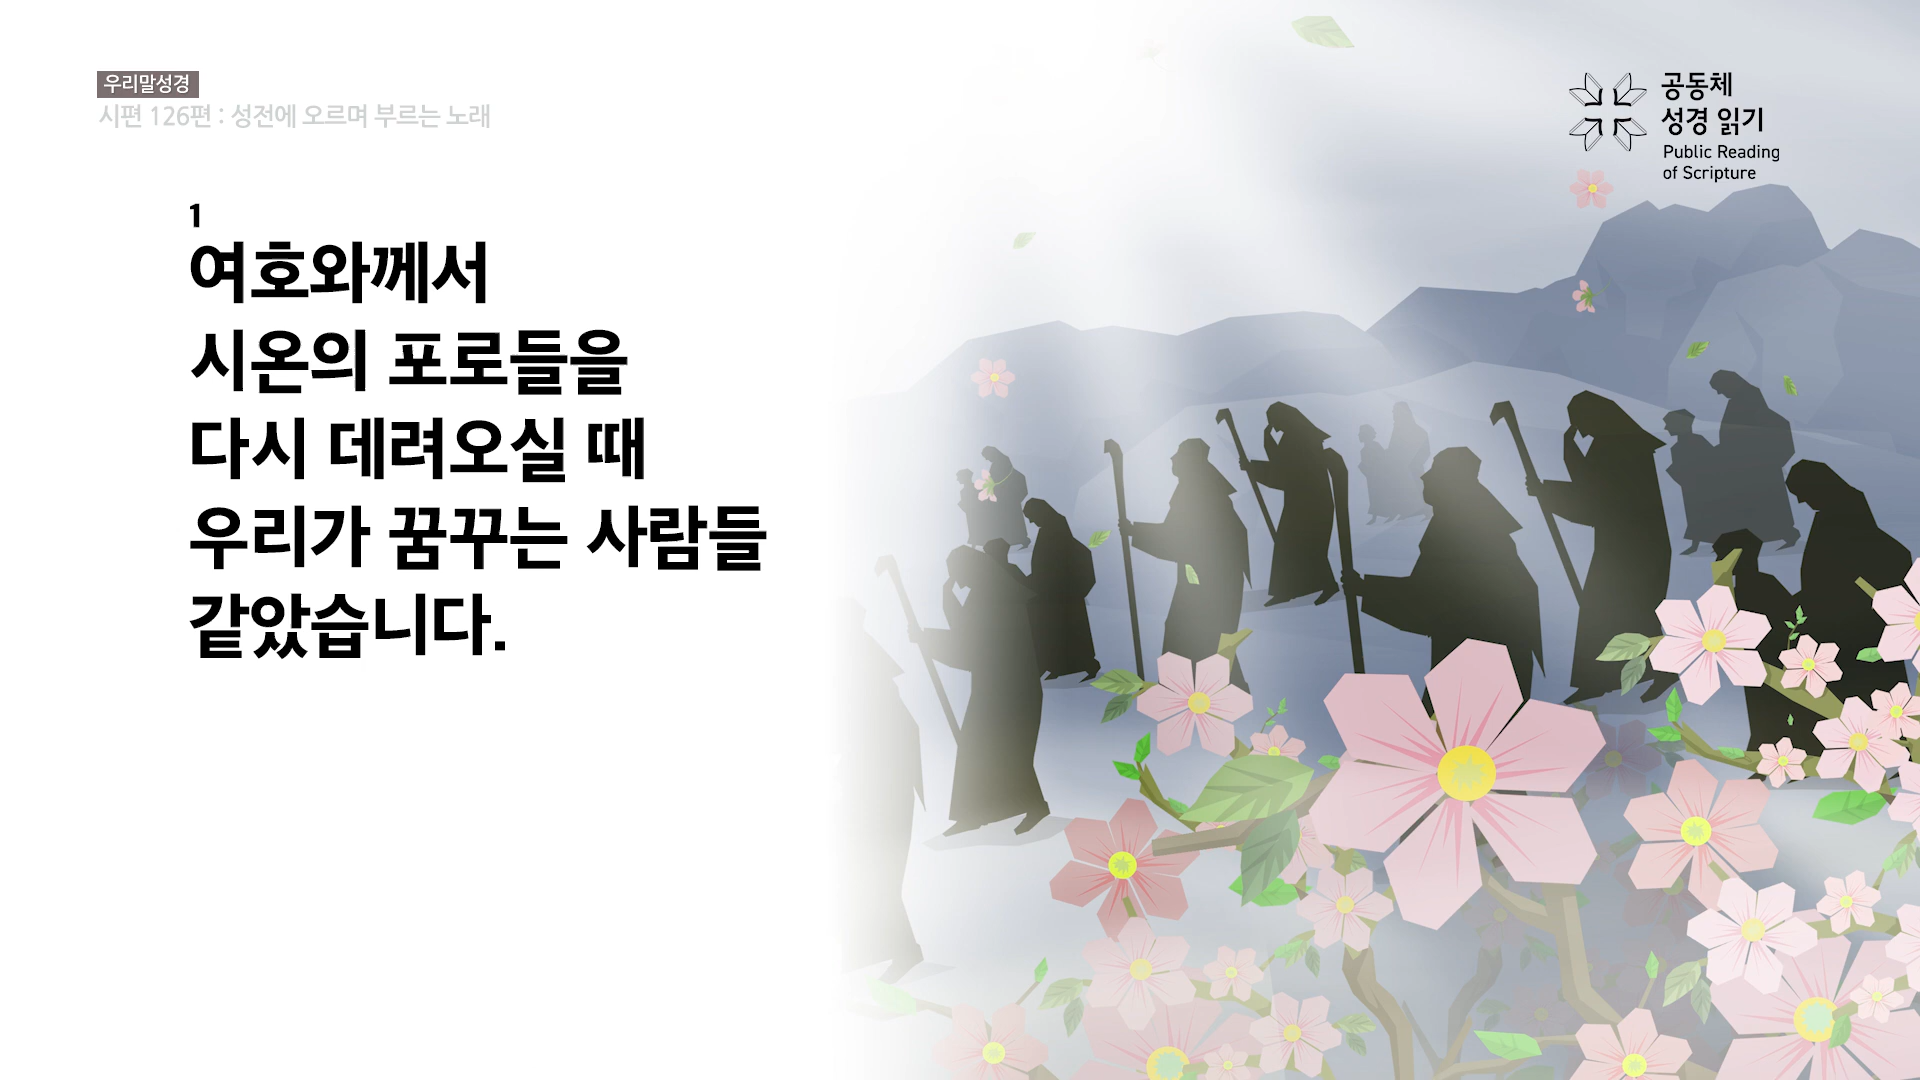 우리말성경
시편 126편 : 성전에 오르며 부르는 노래
공동체
성경 읽기
Public Reading
of Scripture
1
여호와께서
시온의 포로들을
다시 데려오실 때
우리가 꿈꾸는 사람들
같았습니다.